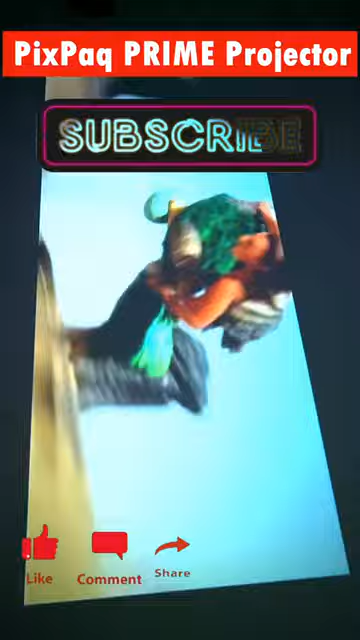 PixPaq PRIME Projector
SUBSCRIBE
Like
Comment
Share